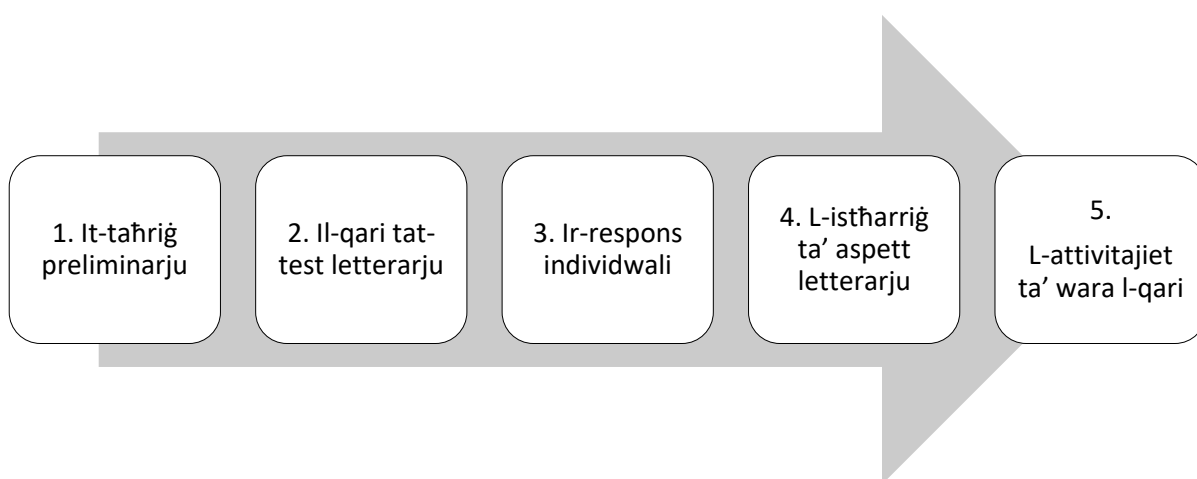 1. It-taħriġ
preliminarju
2. Il-qari tat-
test letterarju
3. Ir-respons
individwali
4. L-istħarriġ
ta’ aspett
letterarju
5.
L-attivitajiet
ta’ wara l-qari